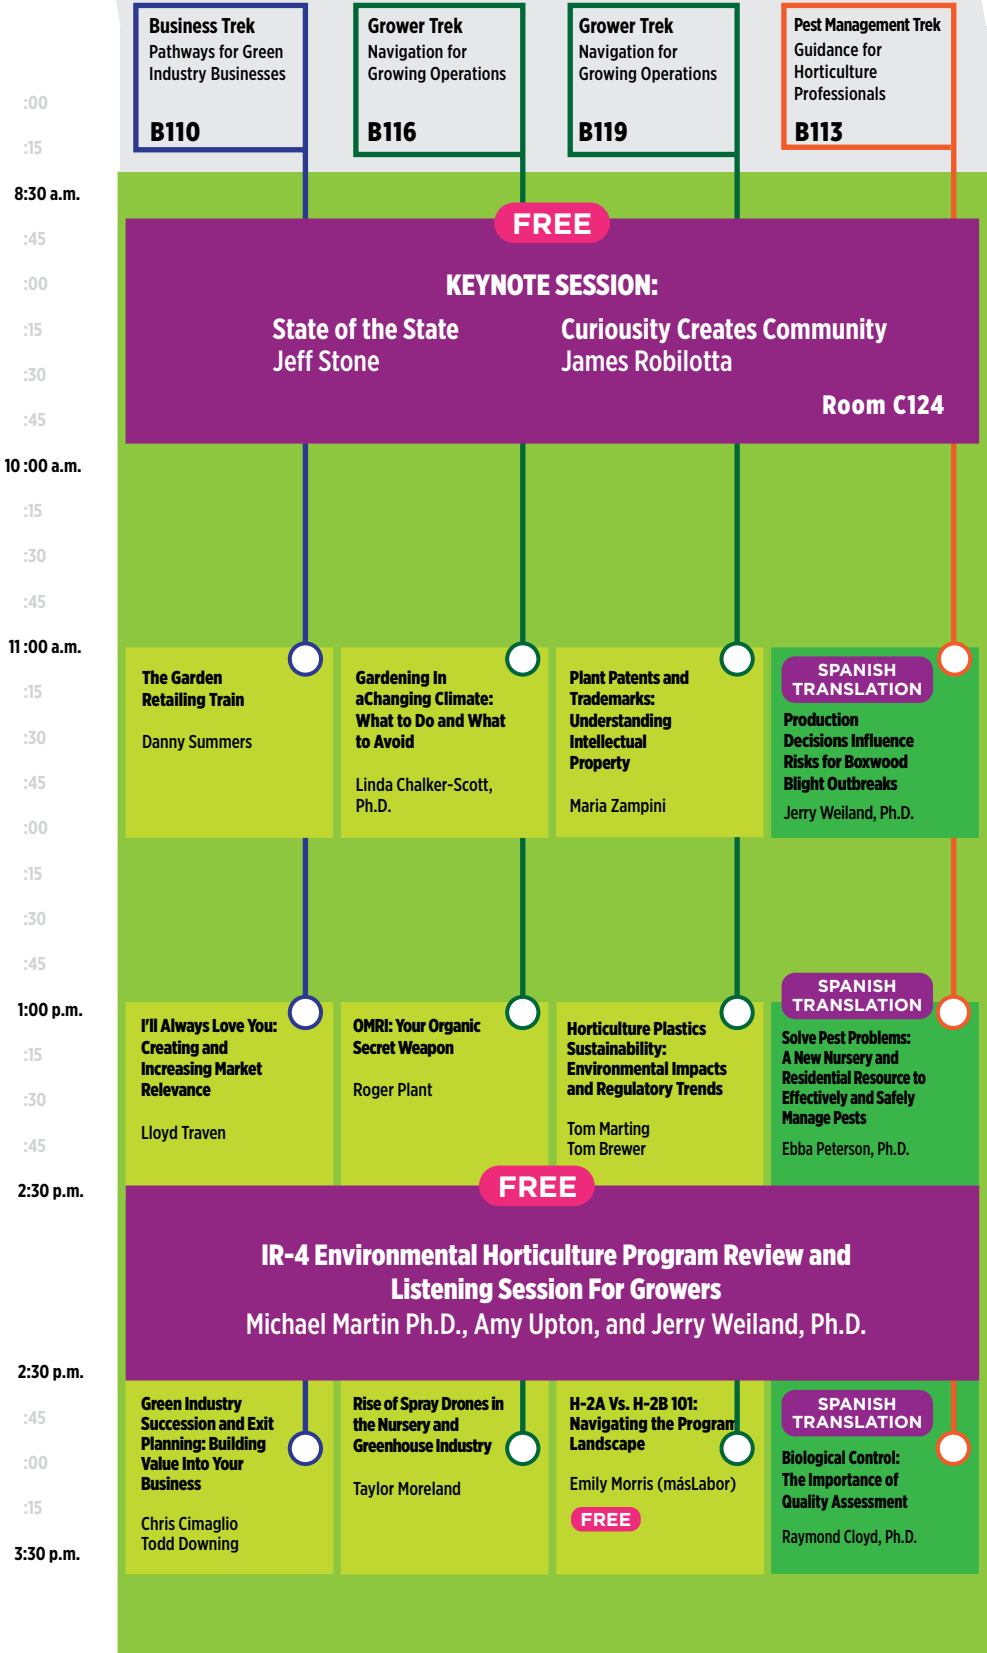 Business Trek
Pathways for Green
Industry Businesses
B110
Grower Trek
Navigation for
Growing Operations
B116
Grower Trek
Navigation for
Growing Operations
B119
Pest Management Trek
Guidance for
Horticulture
Professionals
B113
:00
:15
8:30 a.m.
:45
:00
:15
:30
:45
FREE
KEYNOTE SESSION:
State of the State
Jeff Stone
Curiousity Creates Community
James Robilotta
Room C124
10 :00 a.m.
:15
:30
:45
11 :00 a.m.
:15
:30
:45
:00
The Garden
Retailing Train
Danny Summers
Gardening In
aChanging Climate:
What to Do and What
to Avoid
Linda Chalker-Scott,
Ph.D.
Plant Patents and
Trademarks:
Understanding
Intellectual
Property
Maria Zampini
SPANISH
TRANSLATION
Production
Decisions Influence
Risks for Boxwood
Blight Outbreaks
Jerry Weiland, Ph.D.
:15
:30
:45
1:00 p.m.
:15
:30
:45
I'll Always Love You:
Creating and
Increasing Market
Relevance
Lloyd Traven
OMRI: Your Organic
Secret Weapon
Roger Plant
Horticulture Plastics
Sustainability:
Environmental Impacts
and Regulatory Trends
Tom Marting
Tom Brewer
SPANISH
TRANSLATION
Solve Pest Problems:
A New Nursery and
Residential Resource to
Effectively and Safely
Manage Pests
Ebba Peterson, Ph.D.
2:30 p.m.
FREE
IR-4 Environmental Horticulture Program Review and
Listening Session For Growers
Michael Martin Ph.D., Amy Upton, and Jerry Weiland, Ph.D.
2:30 p.m.
:45
:00
:15
3:30 p.m.
Green Industry
Succession and Exit
Planning: Building
Value Into Your
Business
Chris Cimaglio
Todd Downing
Rise of Spray Drones in
the Nursery and
Greenhouse Industry
Taylor Moreland
H-2A Vs. H-2B 101:
Navigating the Program
Landscape
Emily Morris (másLabor)
FREE
SPANISH
TRANSLATION
Biological Control:
The Importance of
Quality Assessment
Raymond Cloyd, Ph.D.